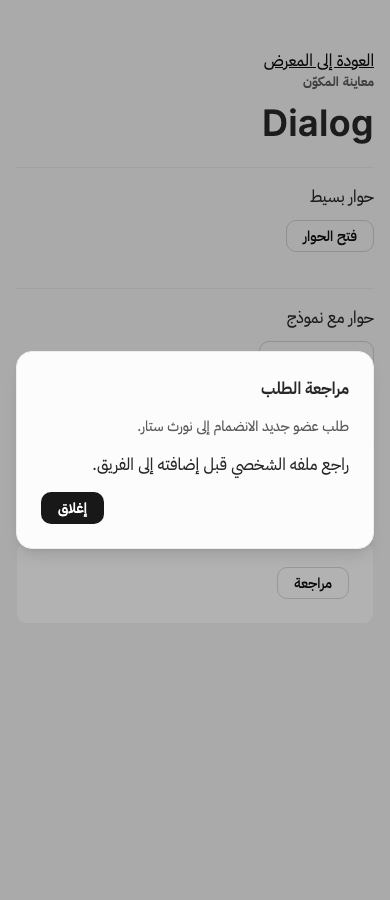 العودة إلى المعرض
معاينة المكوّن
Dialog
حوار بسيط
فتح الحوار
حوار مع نموذج
مراجعة الطلب
طلب عضو جديد الانضمام إلى نورث ستار.
راجع ملفه الشخصي قبل إضافته إلى الفريق.
إغلاق
مراجعة